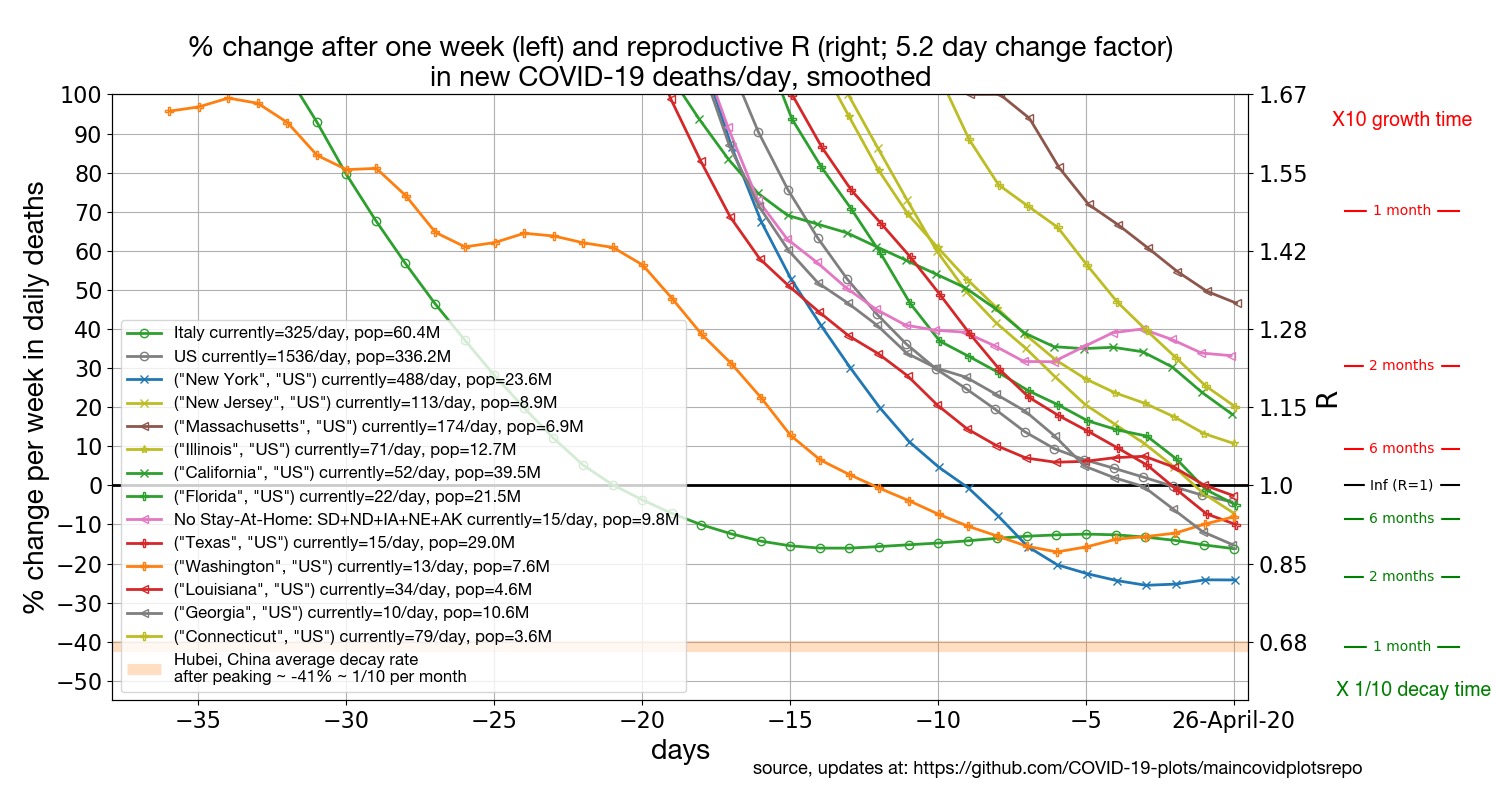 % change after one week (left) and reproductive R (right; 5.2 day change factor)
in new COVID-19 deaths/day, smoothed
% change per week in daily deaths
100
90
80
70
60
50
40
30
20
10
0
−10
−20
−30
−40
−50
Italy currently=325/day, pop=60.4M
US currently=1536/day, pop=336.2M
("New York", "US") currently=488/day, pop=23.6M
("New Jersey", "US") currently=113/day, pop=8.9M
("Massachusetts", "US") currently=174/day, pop=6.9M
("Illinois", "US") currently=71/day, pop=12.7M
("California", "US") currently=52/day, pop=39.5M
("Florida", "US") currently=22/day, pop=21.5M
No Stay-At-Home: SD+ND+IA+NE+AK currently=15/day, pop=9.8M
("Texas", "US") currently=15/day, pop=29.0M
("Washington", "US") currently=13/day, pop=7.6M
("Louisiana", "US") currently=34/day, pop=4.6M
("Georgia", "US") currently=10/day, pop=10.6M
("Connecticut", "US") currently=79/day, pop=3.6M
Hubei, China average decay rate
after peaking ~ -41% ~ 1/10 per month
−35
−30
−25
−20
−15
−10
−5
26-April-20
days
1.67
1.55
1.42
1.28
1.15
1.0
0.85
0.68
R
X10 growth time
1 month
2 months
6 months
Inf (R=1)
6 months
2 months
1 month
X 1/10 decay time
source, updates at: https://github.com/COVID-19-plots/maincovidplotsrepo